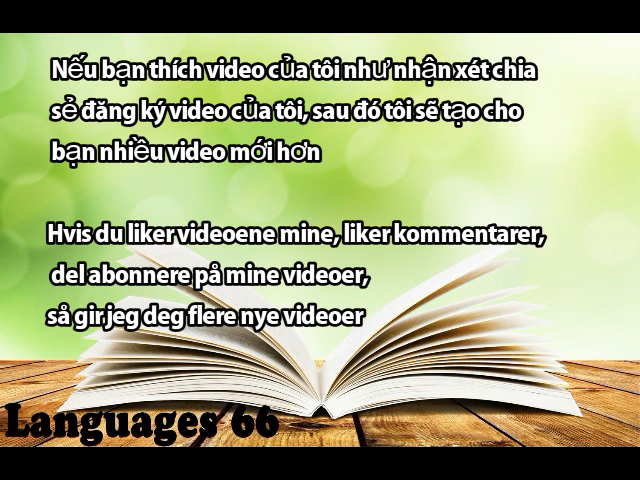 Nếu bạn thích video của tôi như nhận xét chia
sẻ đăng ký video của tôi, sau đó tôi sẽ tạo cho
bạn nhiều video mới hơn
Hvis du liker videoene mine, liker kommentarer,
del abonnere på mine videoer,
så gir jeg deg flere nye videoer
Languages 66